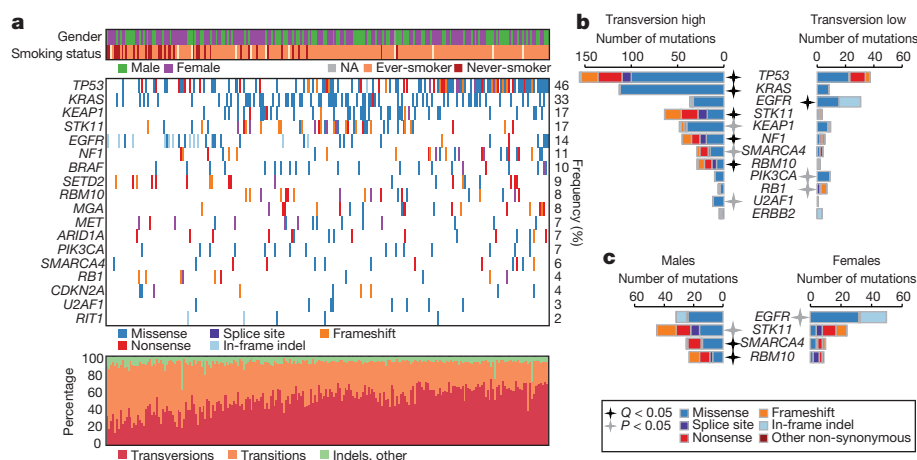 a
Gender
Smoking status
Male Female NA Ever-smoker Never-smoker
TP53 46
KRAS 33
KEAP1 17
STK11 17
EGFR 14
NF1 11
BRAF 10
SETD2 9
RBM10 8
MGA 8
MET 7
ARID1A 7
PIK3CA 7
SMARCA4 6
RB1 4
CDKN2A 4
U2AF1 3
RIT1 2
Frequency (%)
Missense Splice site Frameshift
Nonsense In-frame indel
Percentage
100
80
60
40
20
0
Transversions Transitions Indels, other
b
Transversion high Transversion low
Number of mutations Number of mutations
150 100 50 0 0 30 60
TP53
KRAS
EGFR
STK11
KEAP1
NF1
SMARCA4
RBM10
PIK3CA
RB1
U2AF1
ERBB2
c
Males Females
Number of mutations Number of mutations
60 40 20 0 0 20 40 60
EGFR
STK11
SMARCA4
RBM10
Q < 0.05 Missense Frameshift
P < 0.05 Splice site In-frame indel
Nonsense Other non-synonymous